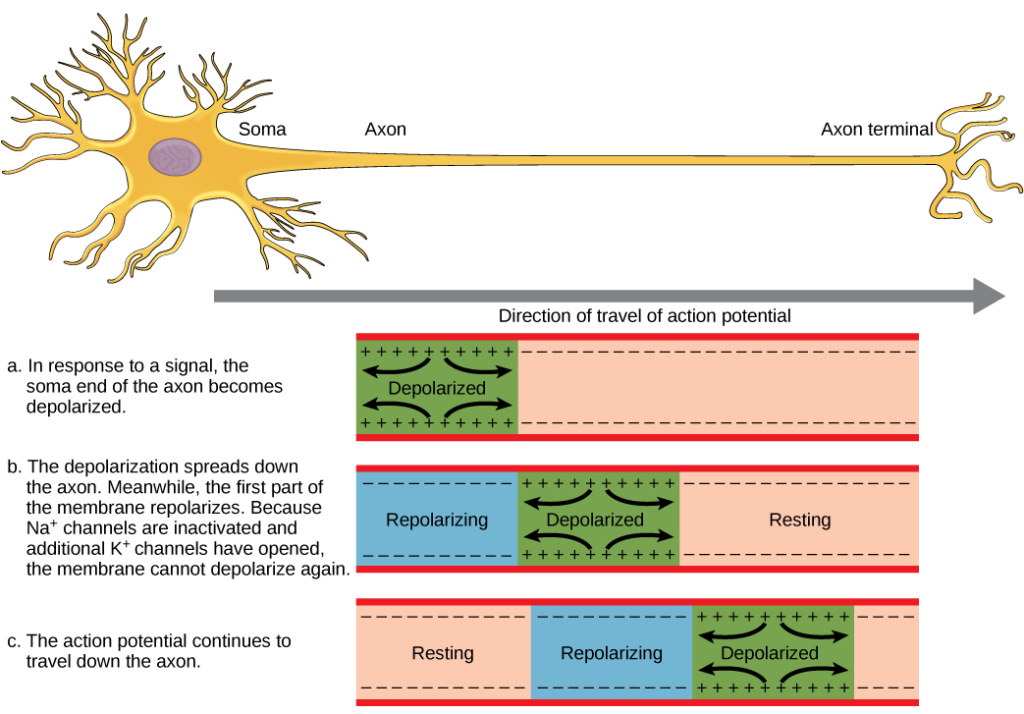 Soma
Axon
Axon terminal
Direction of travel of action potential
a. In response to a signal, the
soma end of the axon becomes
depolarized.
+ + + + + + + + + +
Depolarized
+ + + + + + + + + +
b. The depolarization spreads down
the axon. Meanwhile, the first part of
the membrane repolarizes. Because
Na⁺ channels are inactivated and
additional K⁺ channels have opened,
the membrane cannot depolarize again.
+ + + + + + + + + +
Repolarizing
Depolarized
Resting
+ + + + + + + + + +
c. The action potential continues to
travel down the axon.
+ + + + + + + + + +
Resting
Repolarizing
Depolarized
+ + + + + + + + + +